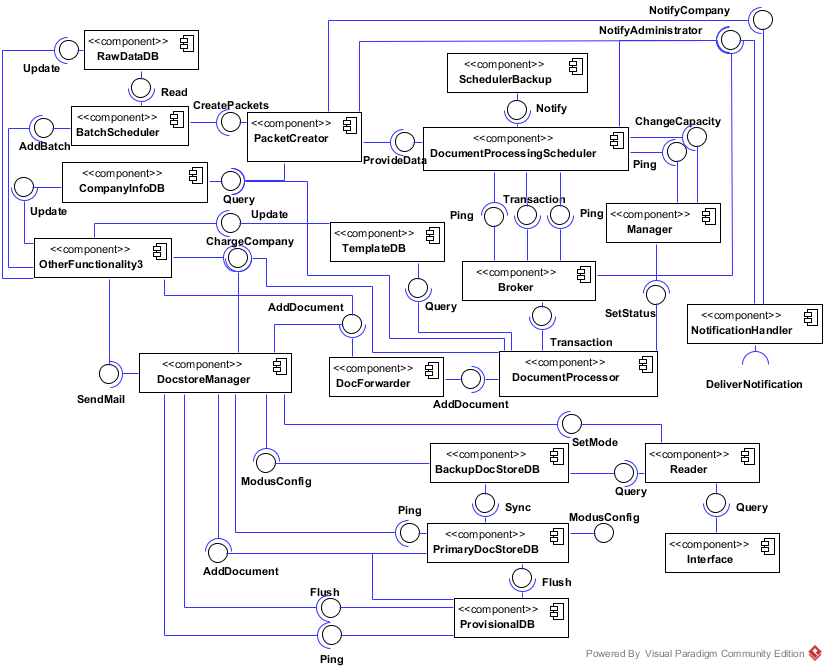 NotifyCompany
NotifyAdministrator
<<component>>
RawDataDB
Update
<<component>>
SchedulerBackup
Read
CreatePackets
Notify
<<component>>
BatchScheduler
AddBatch
<<component>>
PacketCreator
ProvideData
<<component>>
DocumentProcessingScheduler
ChangeCapacity
Ping
<<component>>
CompanyInfoDB
Query
Update
Update
Ping
Transaction
Ping
<<component>>
Manager
<<component>>
OtherFunctionality3
ChargeCompany
<<component>>
TemplateDB
<<component>>
Broker
Query
AddDocument
SetStatus
<<component>>
NotificationHandler
Transaction
DeliverNotification
<<component>>
DocstoreManager
<<component>>
DocForwarder
<<component>>
DocumentProcessor
SendMail
AddDocument
SetMode
<<component>>
BackupDocStoreDB
<<component>>
Reader
ModusConfig
Query
Ping
Sync
ModusConfig
Query
<<component>>
PrimaryDocStoreDB
<<component>>
Interface
AddDocument
Flush
Flush
<<component>>
ProvisionalDB
Ping
Powered By Visual Paradigm Community Edition